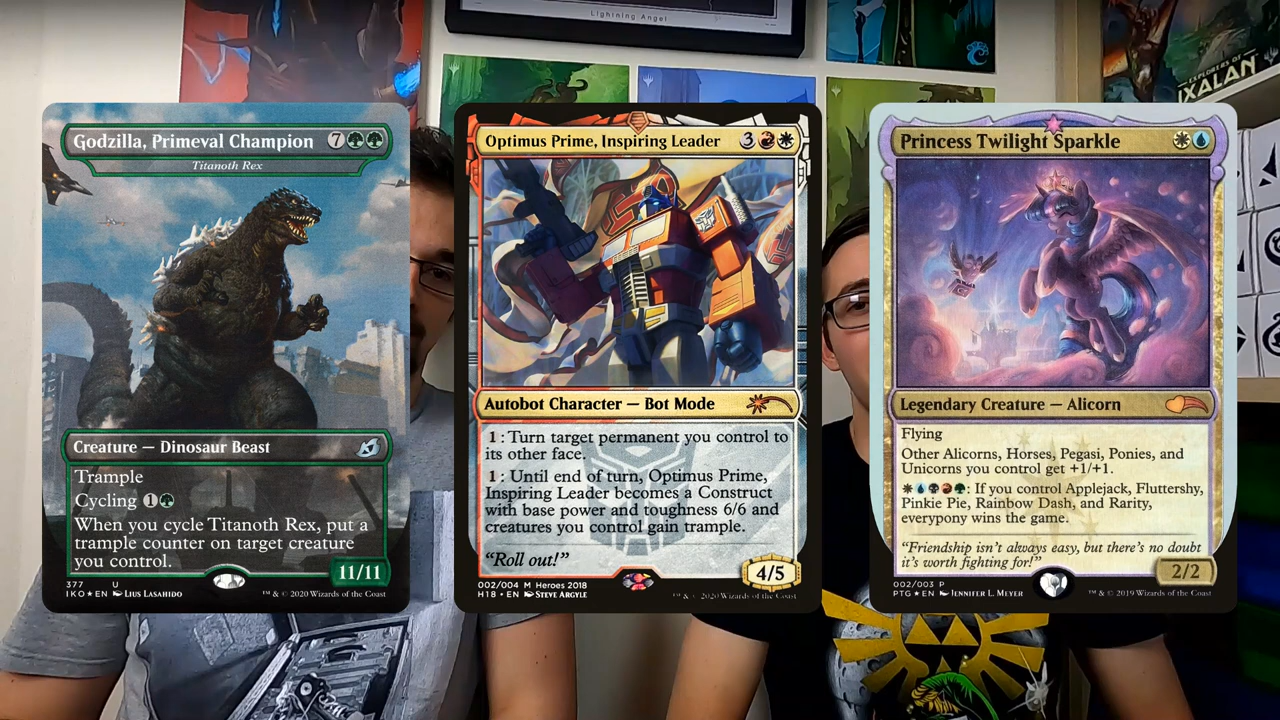 Lightning Angel
EXPLORERS OF
IXALAN
Godzilla, Primeval Champion 7
Titanoth Rex
Creature — Dinosaur Beast
Trample
Cycling 1
When you cycle Titanoth Rex, put a
trample counter on target creature
you control.
11/11
377 U
IKO ★ EN Lius Lasahido ™ & © 2020 Wizards of the Coast
Optimus Prime, Inspiring Leader 3
Autobot Character — Bot Mode
1 : Turn target permanent you control to
its other face.
1 : Until end of turn, Optimus Prime,
Inspiring Leader becomes a Construct
with base power and toughness 6/6 and
creatures you control gain trample.
“Roll out!”
4/5
002/004 M Heroes 2018
H18 • EN Steve Argyle ™ & © 2020 Wizards of the Coast
Princess Twilight Sparkle
Legendary Creature — Alicorn
Flying
Other Alicorns, Horses, Pegasi, Ponies, and
Unicorns you control get +1/+1.
: If you control Applejack, Fluttershy,
Pinkie Pie, Rainbow Dash, and Rarity,
everypony wins the game.
“Friendship isn’t always easy, but there’s no doubt
it’s worth fighting for!”
2/2
002/003 P
PTG ★ EN Jennifer L. Meyer ™ & © 2019 Wizards of the Coast